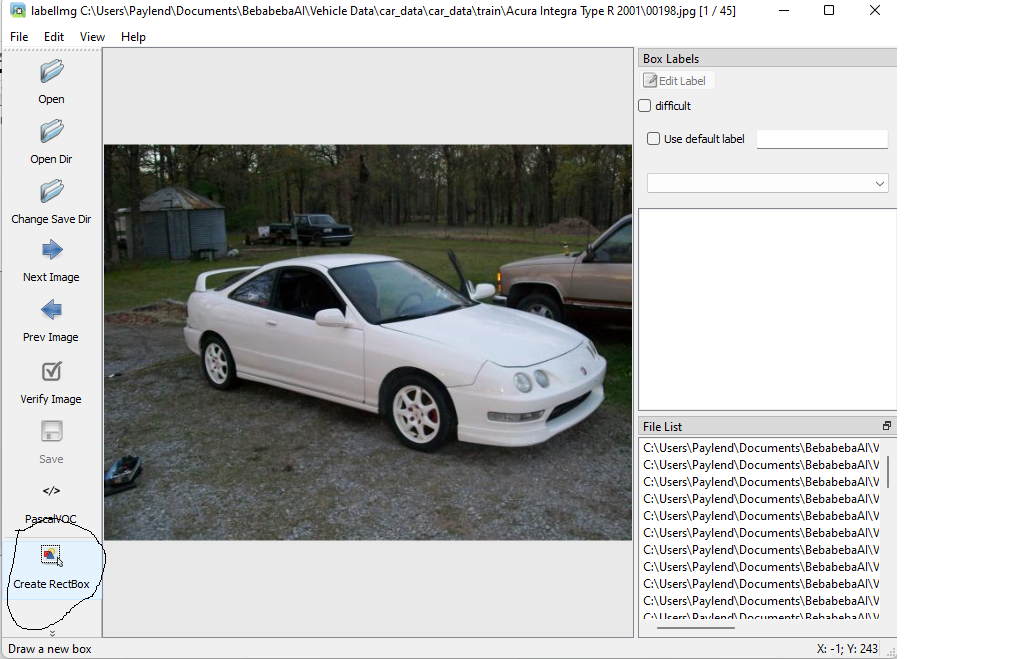 labelImg C:\Users\Paylend\Documents\BebabebaAI\Vehicle Data\car_data\car_data\train\Acura Integra Type R 2001\00198.jpg [1 / 45]
File Edit View Help
Open
Open Dir
Change Save Dir
Next Image
Prev Image
Verify Image
Save
</>
PascalVOC
Create RectBox
Box Labels
Edit Label
difficult
Use default label
File List
C:\Users\Paylend\Documents\BebabebaAI\V
C:\Users\Paylend\Documents\BebabebaAI\V
C:\Users\Paylend\Documents\BebabebaAI\V
C:\Users\Paylend\Documents\BebabebaAI\V
C:\Users\Paylend\Documents\BebabebaAI\V
C:\Users\Paylend\Documents\BebabebaAI\V
C:\Users\Paylend\Documents\BebabebaAI\V
C:\Users\Paylend\Documents\BebabebaAI\V
C:\Users\Paylend\Documents\BebabebaAI\V
C:\Users\Paylend\Documents\BebabebaAI\V
C:\Users\Paylend\Documents\BebabebaAI\V
Draw a new box
X: -1; Y: 243